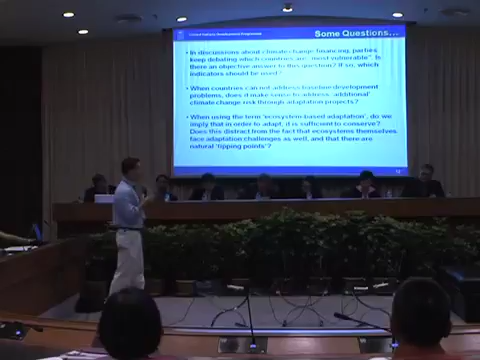 United Nations Development Programme
Some Questions...
• In discussions about climate change financing, parties
keep debating which countries are "most vulnerable". Is
there an objective answer to this question? If so, which
indicators should be used?
• When countries can not address baseline development
problems, does it make sense to address 'additional'
climate change risk through adaptation projects?
• When using the term 'ecosystem-based adaptation', do we
imply that in order to adapt, it is sufficient to conserve?
Does this distract from the fact that ecosystems themselves
face adaptation challenges as well, and that there are
natural 'tipping points'?